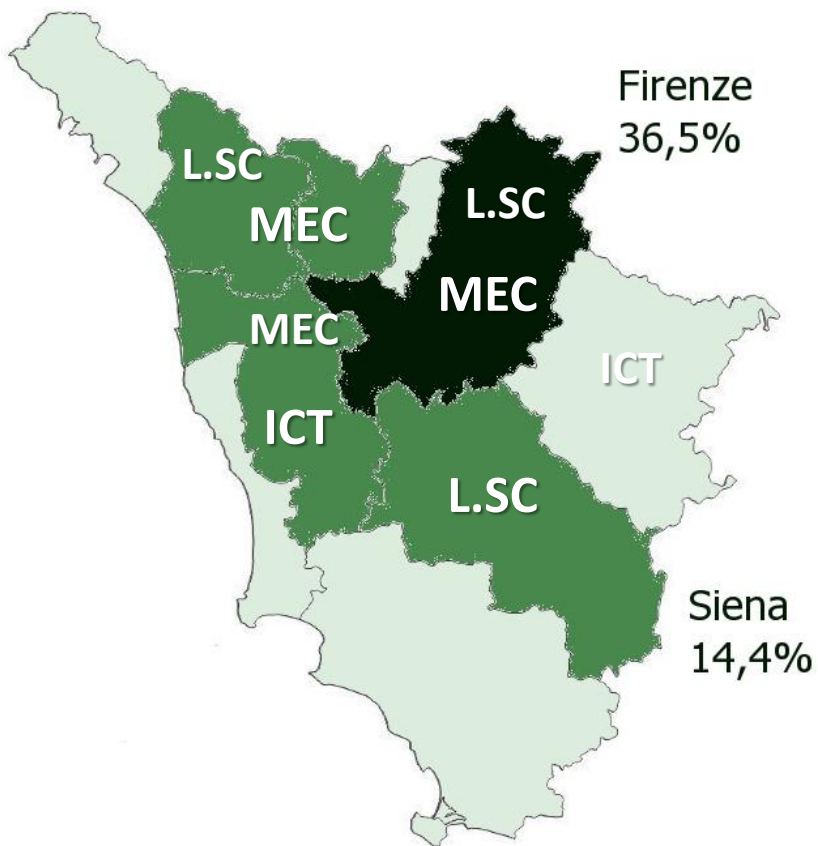 Firenze
36,5%
L.SC
MEC
L.SC
MEC
MEC
ICT
ICT
L.SC
Siena
14,4%